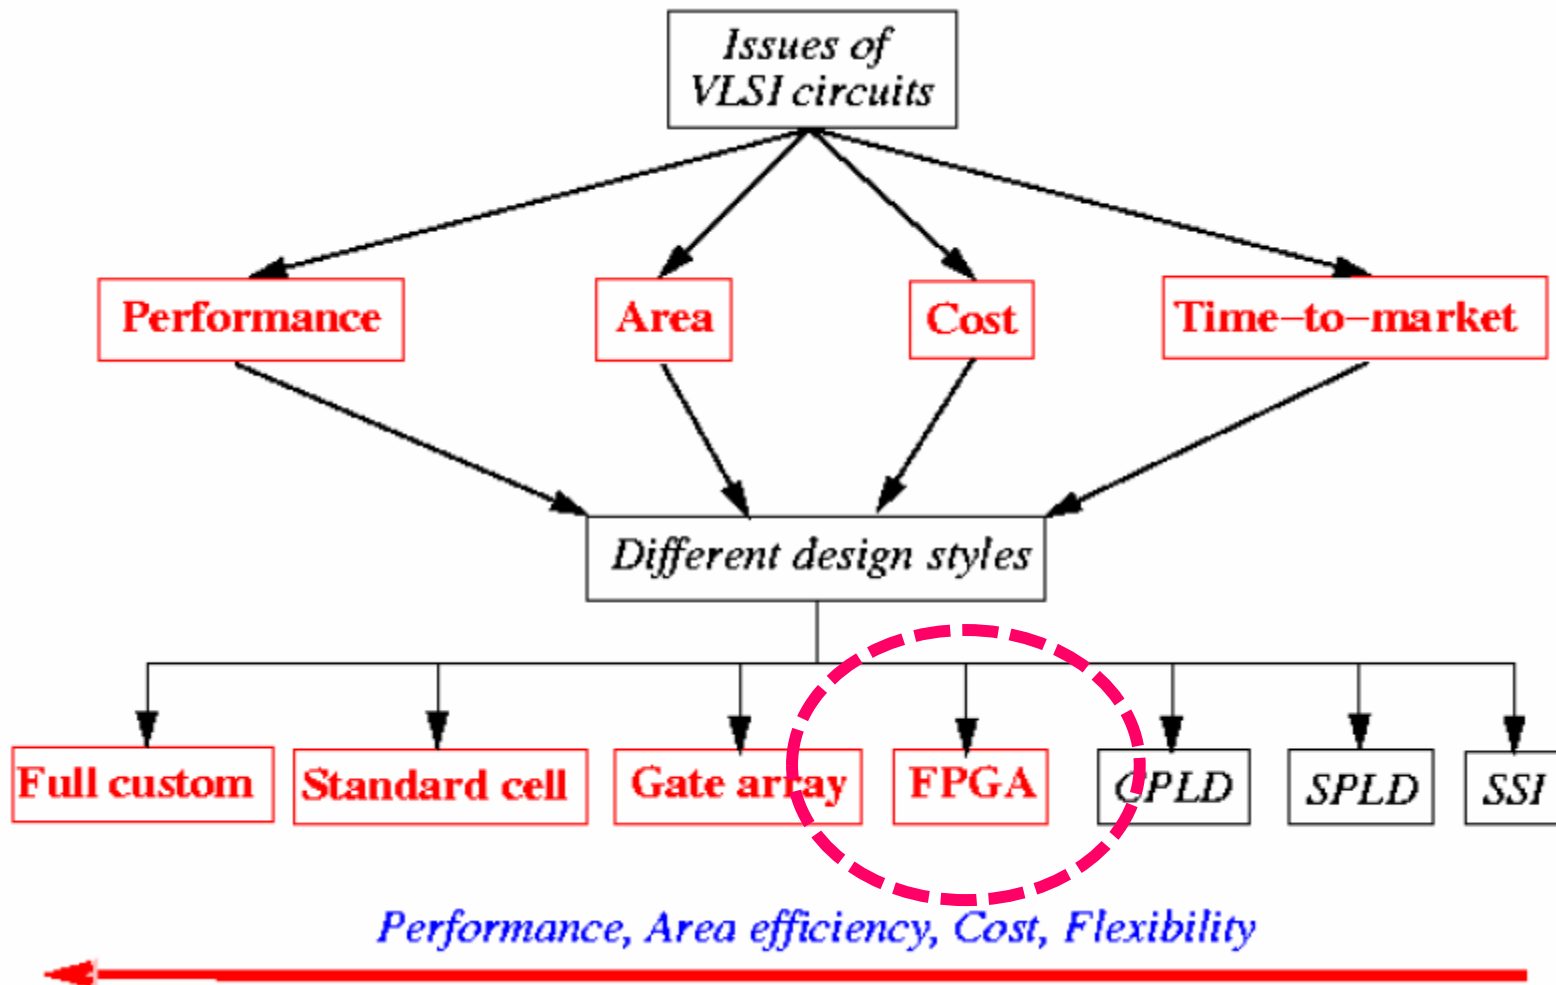 Issues of
VLSI circuits
Performance
Area
Cost
Time-to-market
Different design styles
Full custom
Standard cell
Gate array
FPGA
CPLD
SPLD
SSI
Performance, Area efficiency, Cost, Flexibility